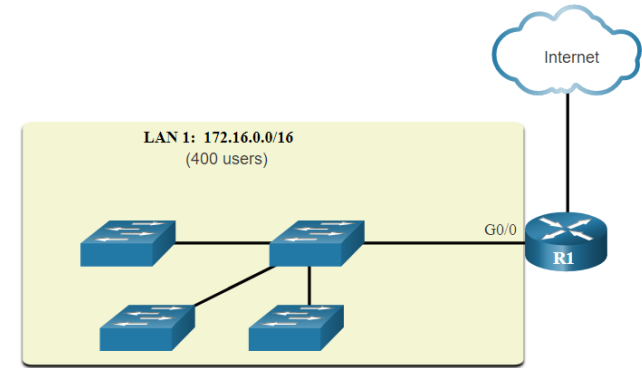 Internet
LAN 1: 172.16.0.0/16
(400 users)
G0/0
R1